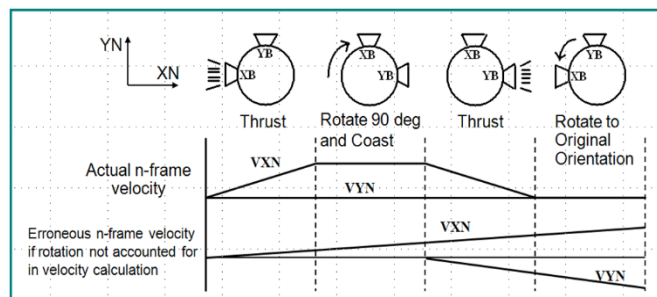 YN
XN
YB
XB
XB
YB
XB
YB
YB
XB
Thrust
Rotate 90 deg
and Coast
Thrust
Rotate to
Original
Orientation
Actual n-frame
velocity
VXN
VYN
Erroneous n-frame velocity
if rotation not accounted for
in velocity calculation
VXN
VYN